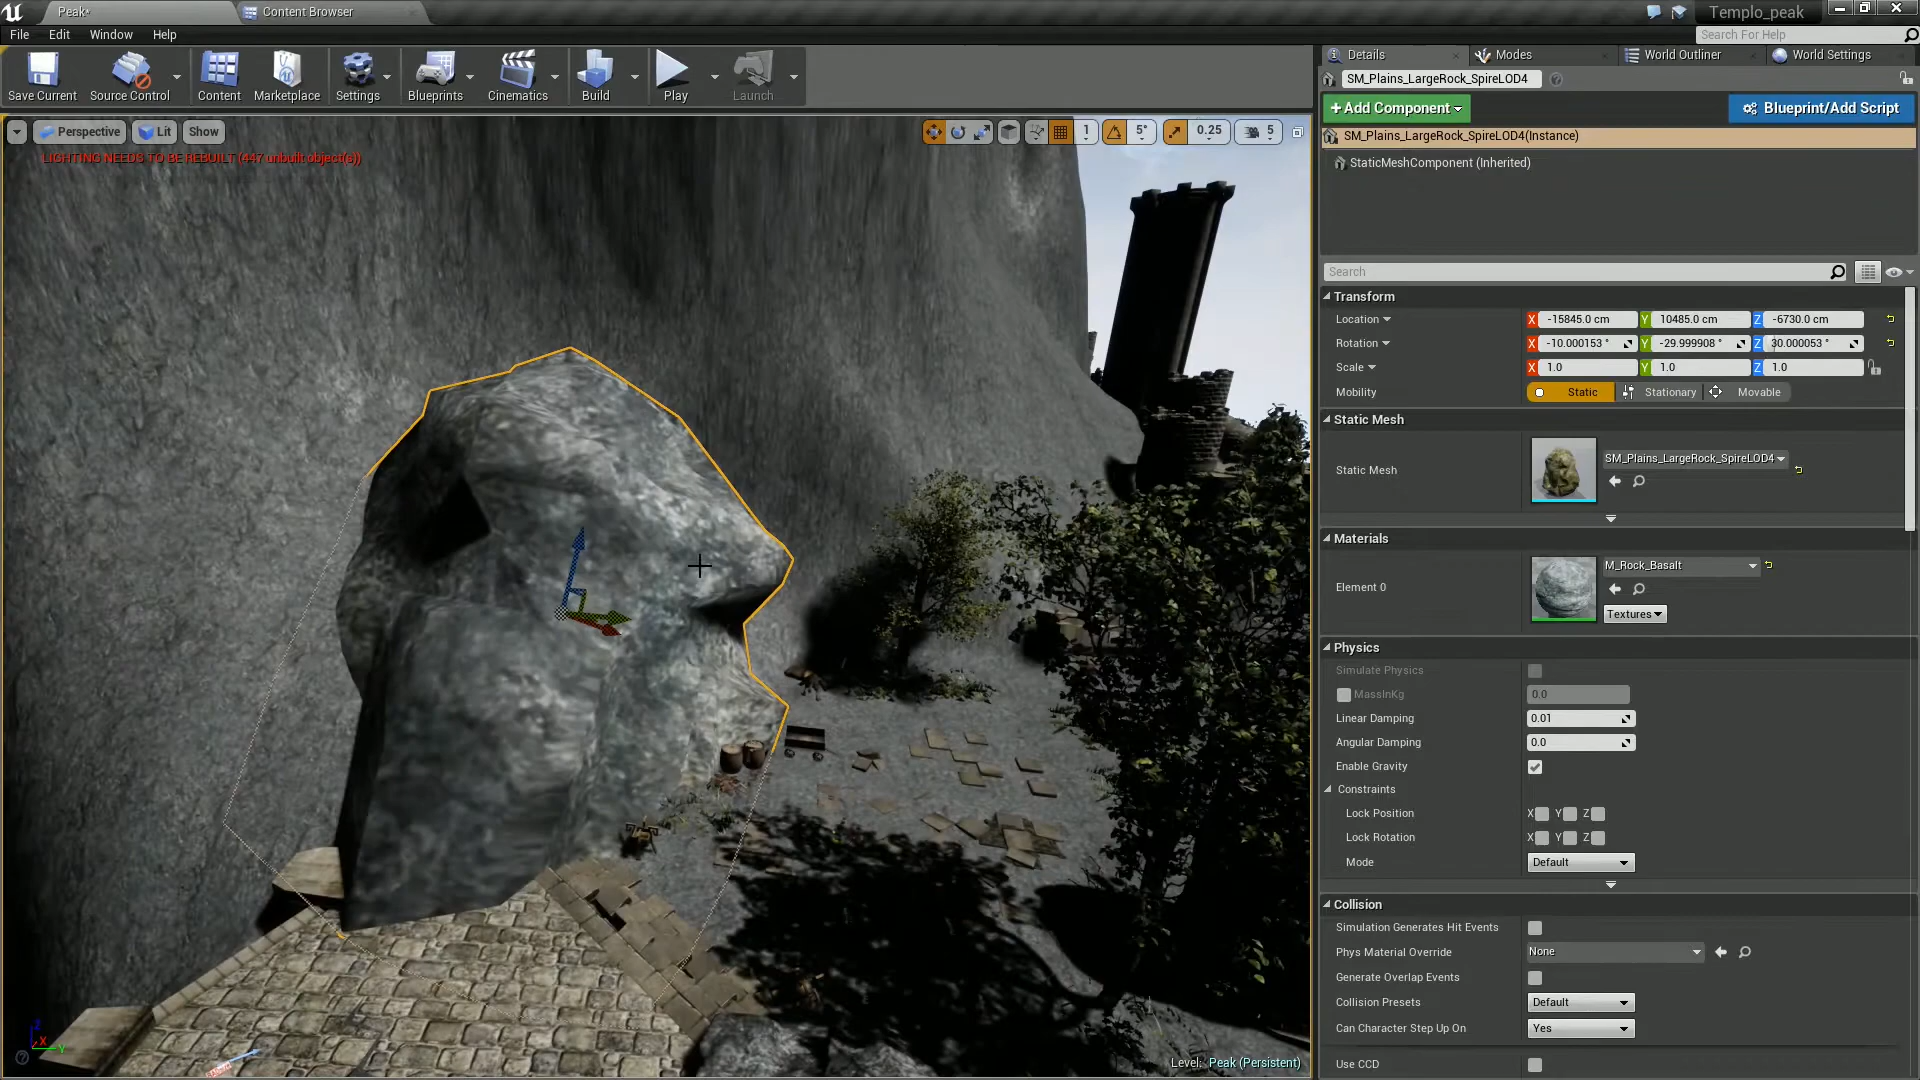 Peak*
Content Browser
Templo_peak
File Edit Window Help
Search For Help
Save Current
Source Control
Content
Marketplace
Settings
Blueprints
Cinematics
Build
Play
Launch
Perspective
Lit
Show
1
5°
0.25
5
LIGHTING NEEDS TO BE REBUILT (447 unbuilt object(s))
Level: Peak (Persistent)
Z
X
Y
Details
Modes
World Outliner
World Settings
SM_Plains_LargeRock_SpireLOD4
+Add Component
Blueprint/Add Script
SM_Plains_LargeRock_SpireLOD4(Instance)
StaticMeshComponent (Inherited)
Search
Transform
Location X -15845.0 cm Y 10485.0 cm Z -6730.0 cm
Rotation X -10.000153 ° Y -29.999908 ° Z 30.000053 °
Scale X 1.0 Y 1.0 Z 1.0
Mobility Static Stationary Movable
Static Mesh
Static Mesh SM_Plains_LargeRock_SpireLOD4
Materials
Element 0 M_Rock_Basalt
Textures
Physics
Simulate Physics
MassInKg 0.0
Linear Damping 0.01
Angular Damping 0.0
Enable Gravity
Constraints
Lock Position X Y Z
Lock Rotation X Y Z
Mode Default
Collision
Simulation Generates Hit Events
Phys Material Override None
Generate Overlap Events
Collision Presets Default
Can Character Step Up On Yes
Use CCD